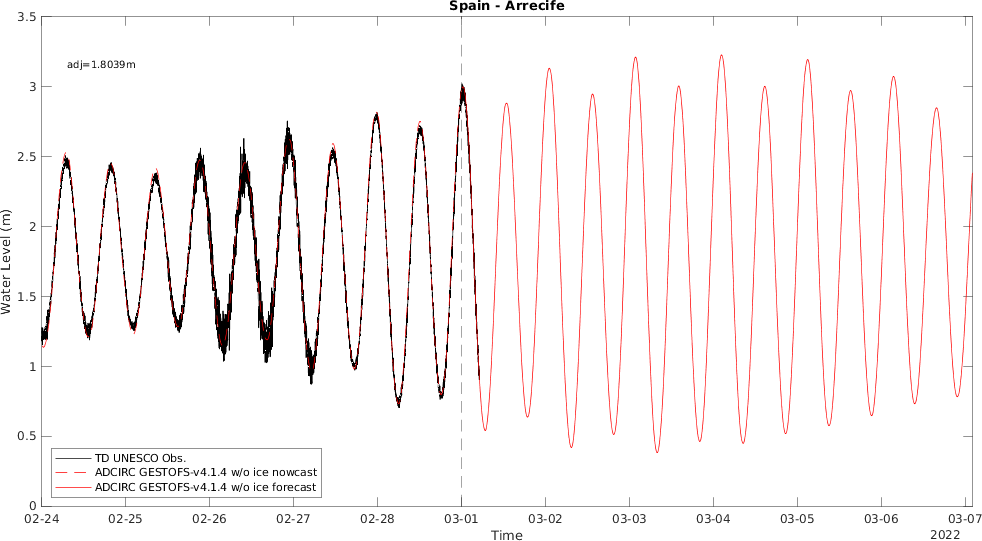 Spain - Arrecife
adj=1.8039m
Water Level (m)
3.5
3
2.5
2
1.5
1
0.5
0
TD UNESCO Obs.
ADCIRC GESTOFS-v4.1.4 w/o ice nowcast
ADCIRC GESTOFS-v4.1.4 w/o ice forecast
02-24 02-25 02-26 02-27 02-28 03-01 03-02 03-03 03-04 03-05 03-06 03-07
Time
2022